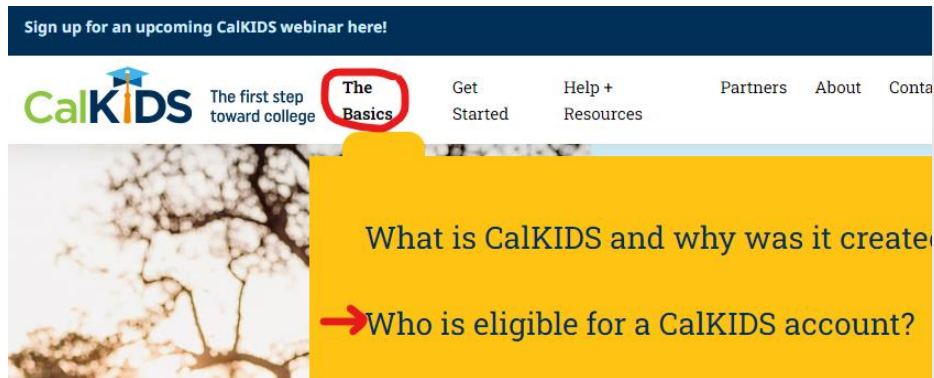 Sign up for an upcoming CalKIDS webinar here!
CalKIDS
The first step
toward college
The
Basics
Get
Started
Help +
Resources
Partners
About
Conta
What is CalKIDS and why was it create
Who is eligible for a CalKIDS account?